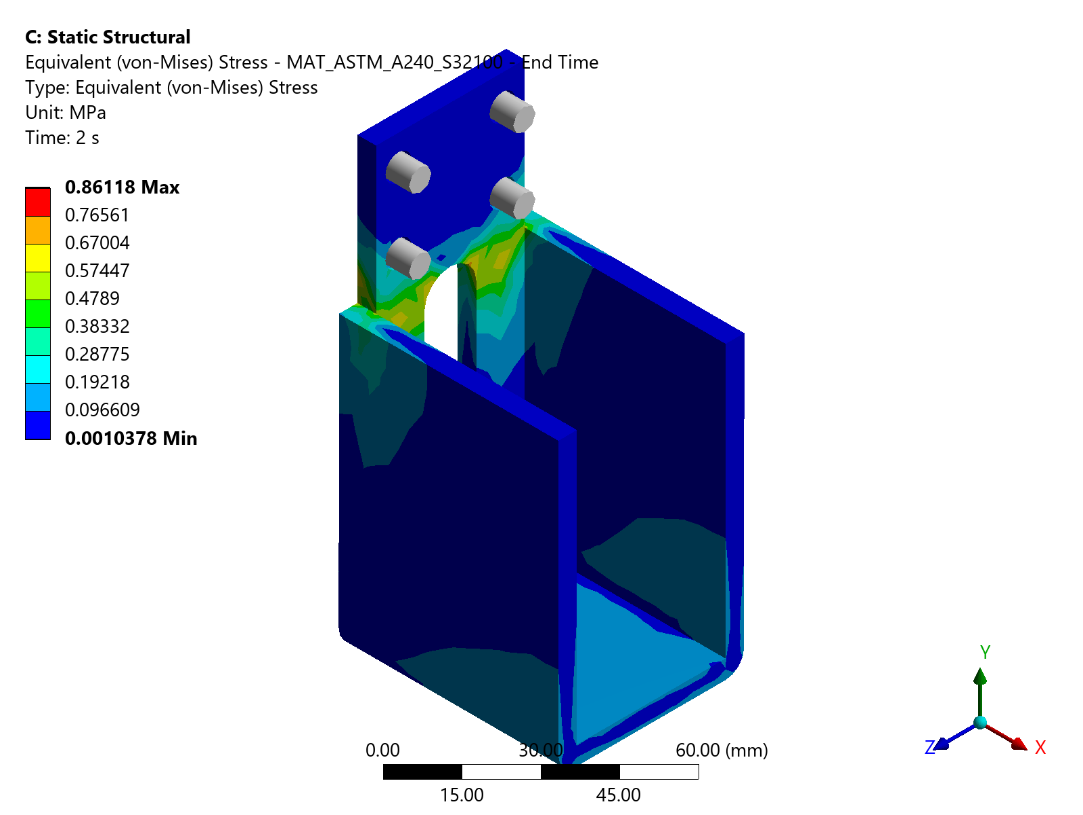 C: Static Structural
Equivalent (von-Mises) Stress - MAT_ASTM_A240_S32100 - End Time
Type: Equivalent (von-Mises) Stress
Unit: MPa
Time: 2 s
0.86118 Max
0.76561
0.67004
0.57447
0.4789
0.38332
0.28775
0.19218
0.096609
0.0010378 Min
Y
Z
X
0.00 30.00 60.00 (mm)
15.00 45.00